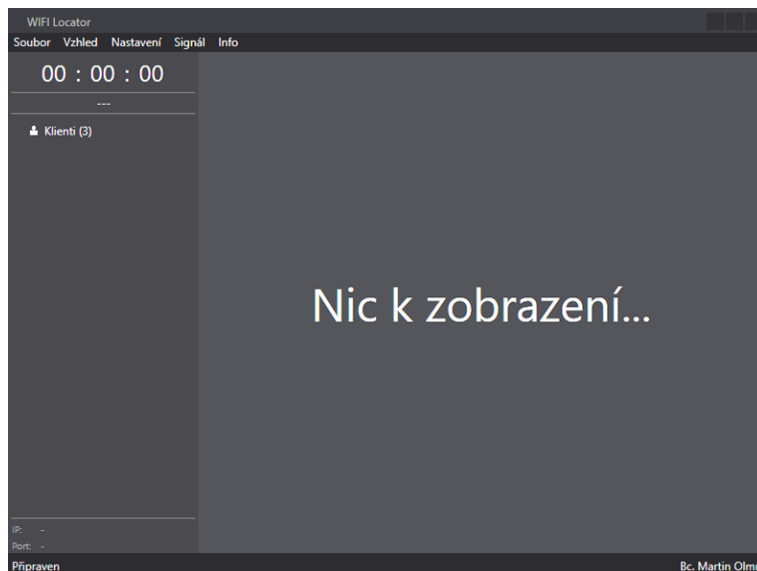 WIFI Locator
Soubor Vzhled Nastavení Signál Info
00 : 00 : 00
---
Klienti (3)
Nic k zobrazení...
IP: -
Port: -
Připraven
Bc. Martin